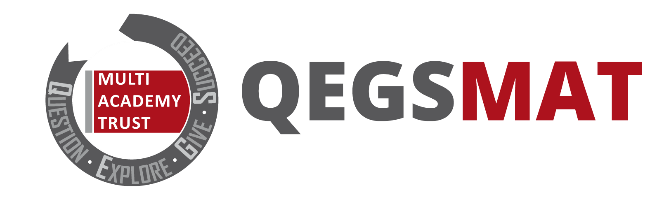 QUESTION · EXPLORE · GIVE · SUCCEED
MULTI
ACADEMY
TRUST
QEGSMAT